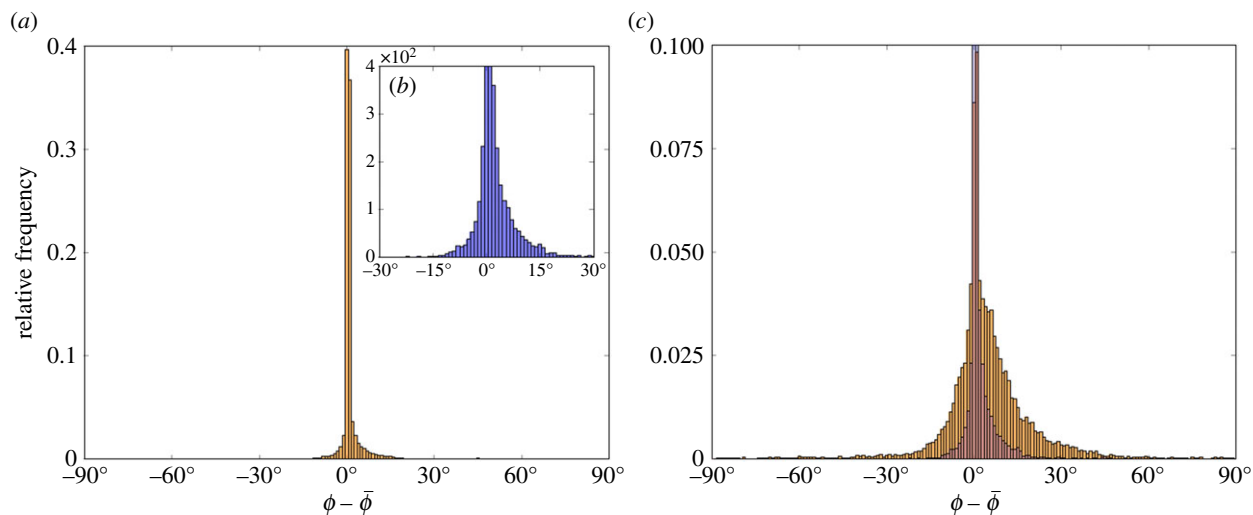 (a)
(c)
relative frequency
0.4
0.3
0.2
0.1
0
−90° −60° −30° 0° 30° 60° 90°
ϕ – ϕ̄
(b)
×10²
4
3
2
1
0
−30° −15° 0° 15° 30°
0.100
0.075
0.050
0.025
0
−90° −60° −30° 0° 30° 60° 90°
ϕ – ϕ̄